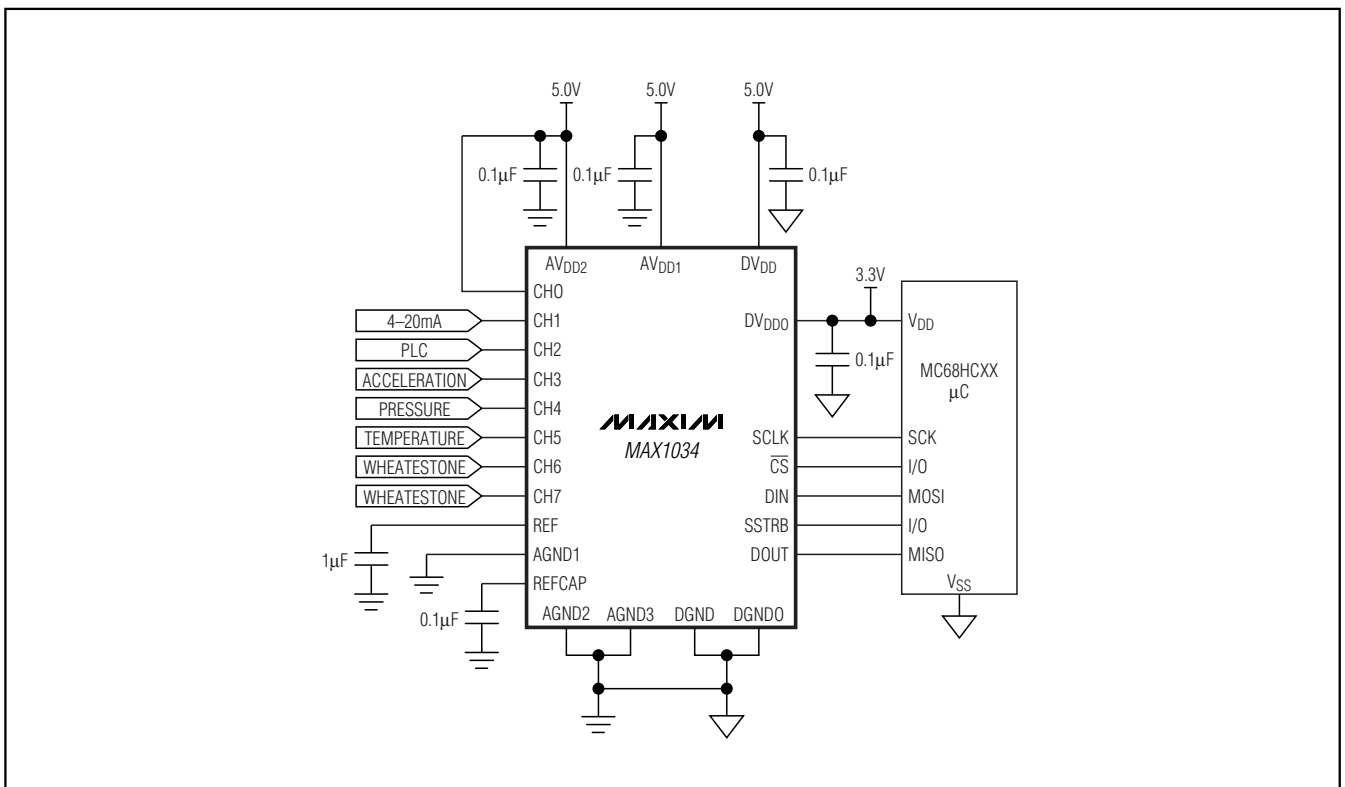 5.0V 5.0V 5.0V
0.1µF 0.1µF 0.1µF
AVDD2 AVDD1 DVDD
3.3V
CH0
4–20mA CH1 DVDDO VDD
PLC CH2
0.1µF
MC68HCXX
µC
ACCELERATION CH3
PRESSURE CH4
MAXIM
MAX1034
TEMPERATURE CH5 SCLK SCK
WHEATESTONE CH6 CS I/O
WHEATESTONE CH7 DIN MOSI
REF SSTRB I/O
1µF
AGND1 DOUT MISO
REFCAP
VSS
0.1µF
AGND2 AGND3 DGND DGNDO